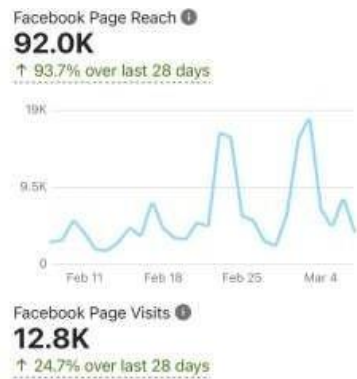 Facebook Page Reach
92.0K
↑ 93.7% over last 28 days
19K
9.5K
0
Feb 11 Feb 18 Feb 25 Mar 4
Facebook Page Visits
12.8K
↑ 24.7% over last 28 days